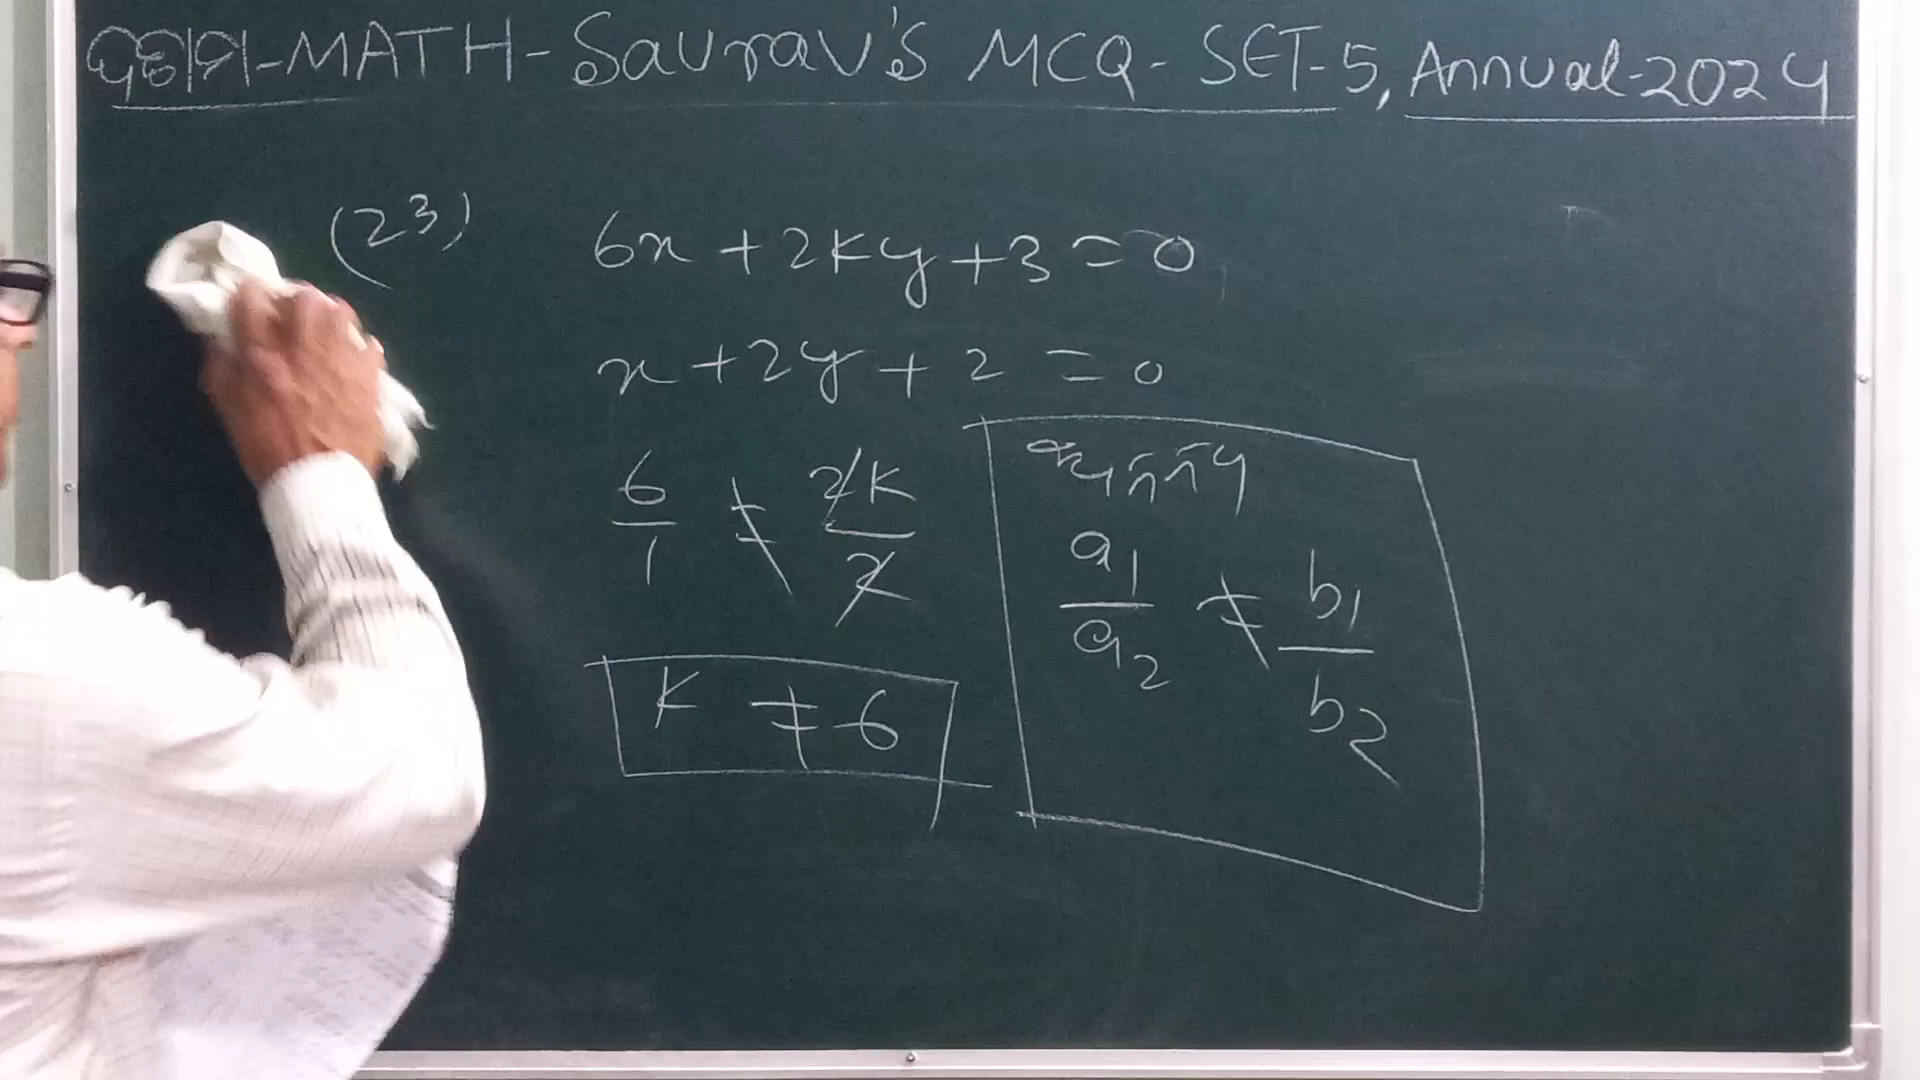 MATH-Saurav's MCQ- SET-5, Annual-2024
(23) 6x+2ky+3=0
x+2y+2=0
6/1 ≠ 2k/2
k ≠ 6
a1/a2 ≠ b1/b2